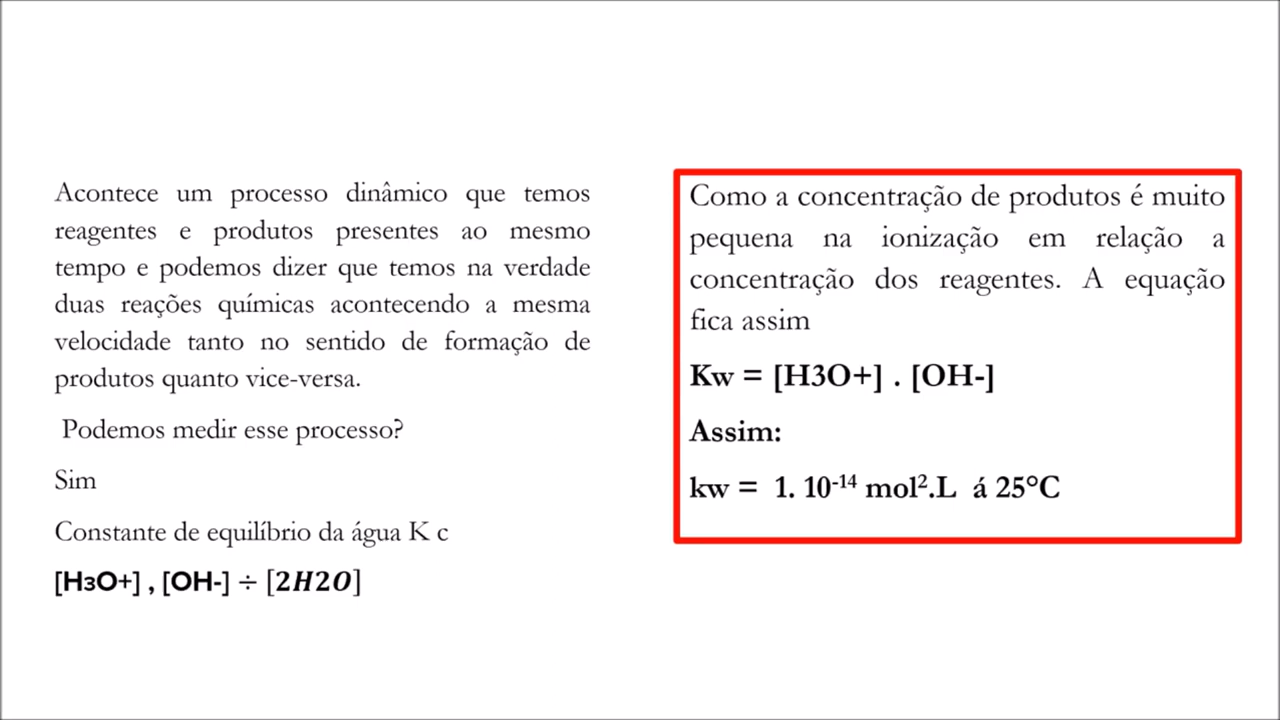 Acontece um processo dinâmico que temos
reagentes e produtos presentes ao mesmo
tempo e podemos dizer que temos na verdade
duas reações químicas acontecendo a mesma
velocidade tanto no sentido de formação de
produtos quanto vice-versa.
Podemos medir esse processo?
Sim
Constante de equilíbrio da água K c
[H3O+] , [OH-] ÷ [2H2O]
Como a concentração de produtos é muito
pequena na ionização em relação a
concentração dos reagentes. A equação
fica assim
Kw = [H3O+] . [OH-]
Assim:
kw = 1. 10⁻¹⁴ mol².L á 25°C